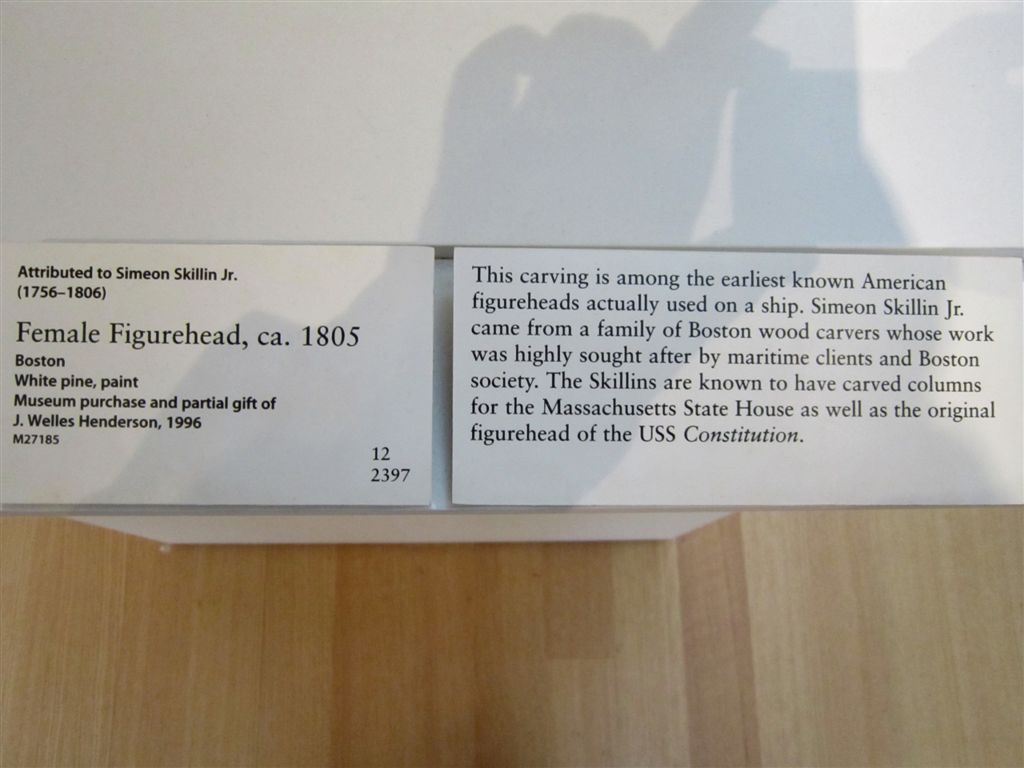 Attributed to Simeon Skillin Jr.
(1756–1806)
Female Figurehead, ca. 1805
Boston
White pine, paint
Museum purchase and partial gift of
J. Welles Henderson, 1996
M27185
12
2397
This carving is among the earliest known American
figureheads actually used on a ship. Simeon Skillin Jr.
came from a family of Boston wood carvers whose work
was highly sought after by maritime clients and Boston
society. The Skillins are known to have carved columns
for the Massachusetts State House as well as the original
figurehead of the USS Constitution.